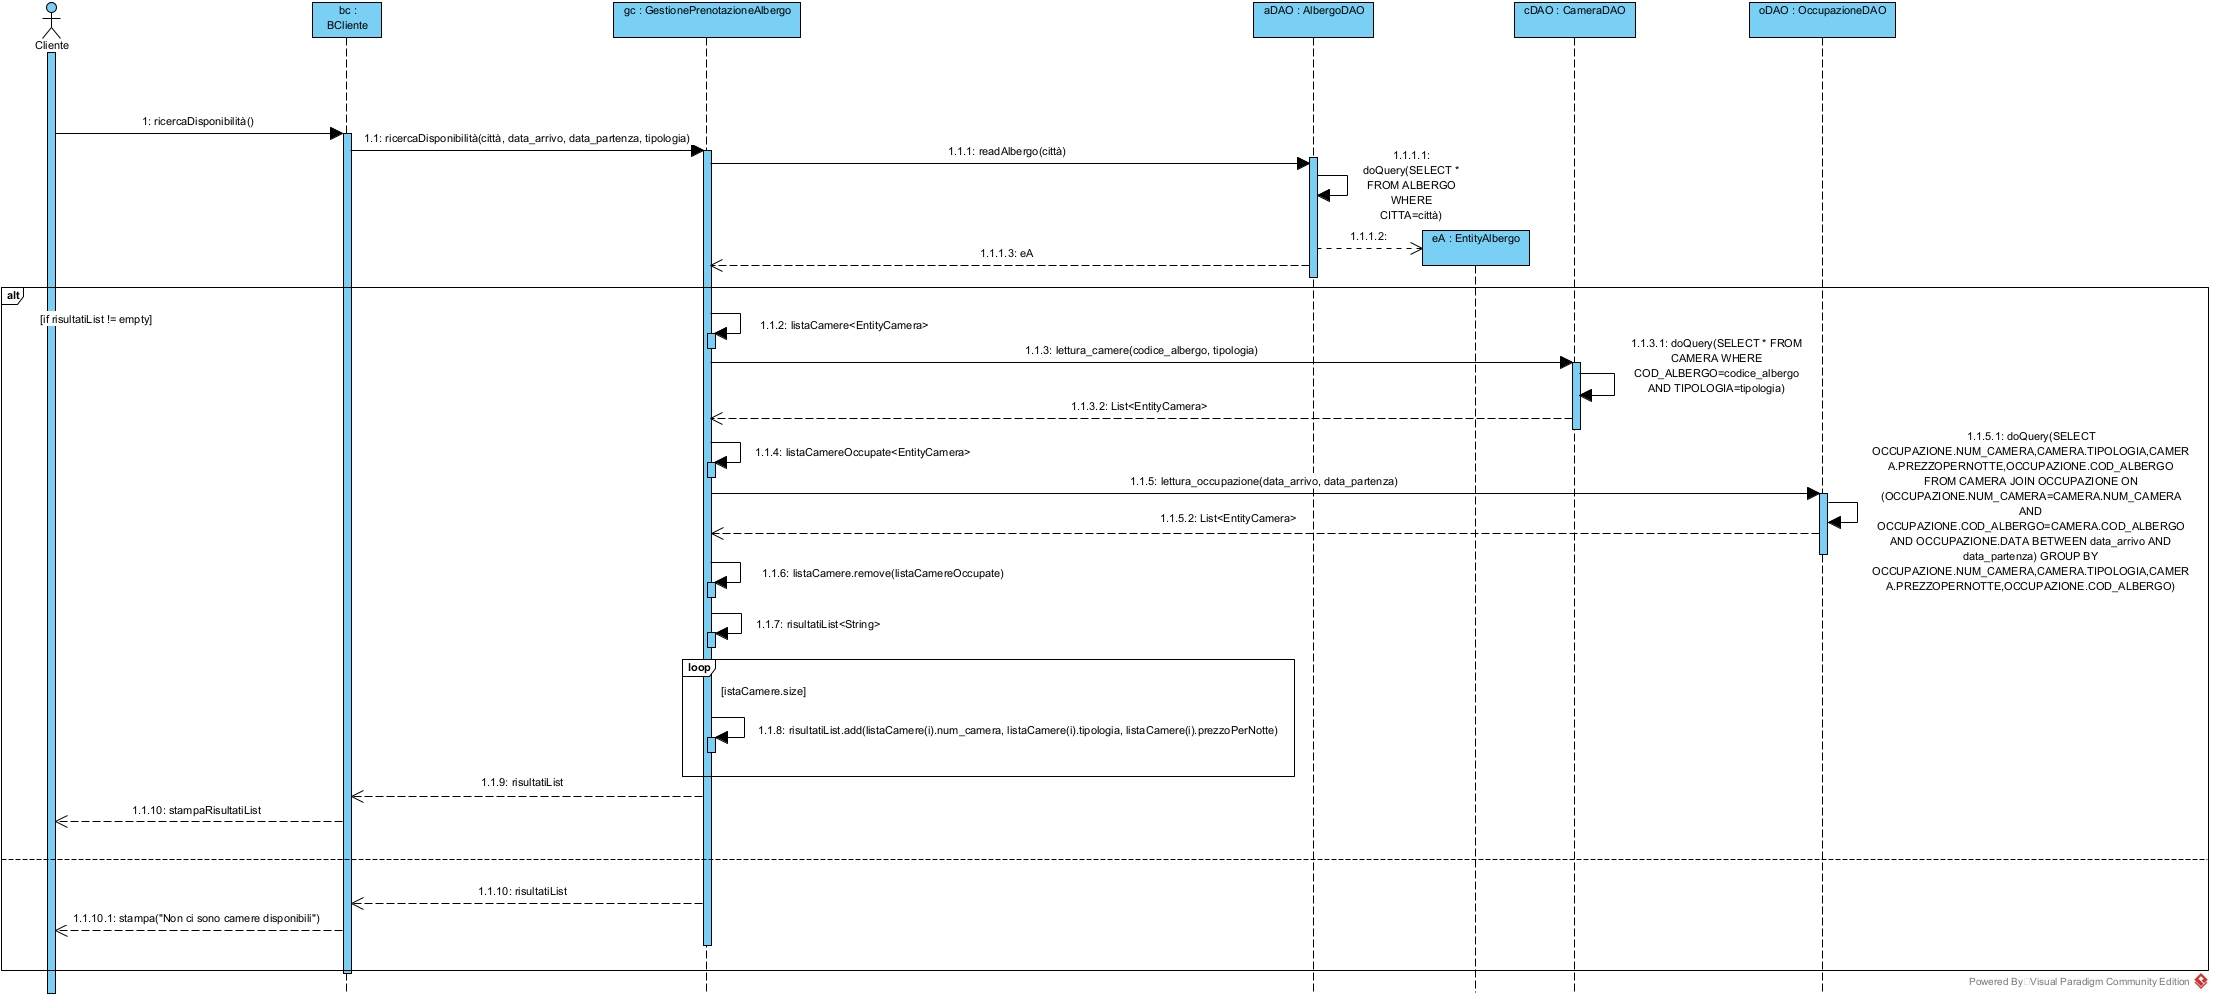 Cliente
bc :
BCliente
gc : GestionePrenotazioneAlbergo
aDAO : AlbergoDAO
cDAO : CameraDAO
oDAO : OccupazioneDAO
1: ricercaDisponibilità()
1.1: ricercaDisponibilità(città, data_arrivo, data_partenza, tipologia)
1.1.1: readAlbergo(città)
1.1.1.1:
doQuery(SELECT *
FROM ALBERGO
WHERE
CITTA=città)
1.1.1.2:
eA : EntityAlbergo
1.1.1.3: eA
alt
[if risultatiList != empty]
1.1.2: listaCamere<EntityCamera>
1.1.3: lettura_camere(codice_albergo, tipologia)
1.1.3.1: doQuery(SELECT * FROM
CAMERA WHERE
COD_ALBERGO=codice_albergo
AND TIPOLOGIA=tipologia)
1.1.3.2: List<EntityCamera>
1.1.4: listaCamereOccupate<EntityCamera>
1.1.5: lettura_occupazione(data_arrivo, data_partenza)
1.1.5.1: doQuery(SELECT
OCCUPAZIONE.NUM_CAMERA,CAMERA.TIPOLOGIA,CAMER
A.PREZZOPERNOTTE,OCCUPAZIONE.COD_ALBERGO
FROM CAMERA JOIN OCCUPAZIONE ON
(OCCUPAZIONE.NUM_CAMERA=CAMERA.NUM_CAMERA
AND
OCCUPAZIONE.COD_ALBERGO=CAMERA.COD_ALBERGO
AND OCCUPAZIONE.DATA BETWEEN data_arrivo AND
data_partenza) GROUP BY
OCCUPAZIONE.NUM_CAMERA,CAMERA.TIPOLOGIA,CAMER
A.PREZZOPERNOTTE,OCCUPAZIONE.COD_ALBERGO)
1.1.5.2: List<EntityCamera>
1.1.6: listaCamere.remove(listaCamereOccupate)
1.1.7: risultatiList<String>
loop
[istaCamere.size]
1.1.8: risultatiList.add(listaCamere(i).num_camera, listaCamere(i).tipologia, listaCamere(i).prezzoPerNotte)
1.1.9: risultatiList
1.1.10: stampaRisultatiList
1.1.10: risultatiList
1.1.10.1: stampa("Non ci sono camere disponibili")
Powered By Visual Paradigm Community Edition